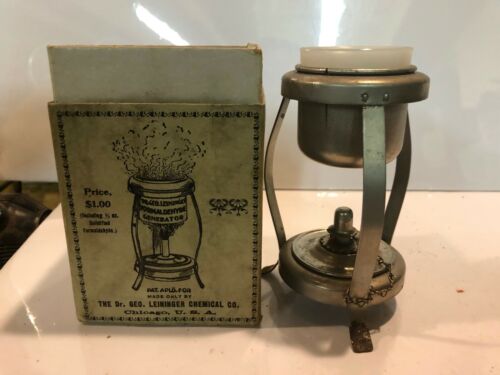 Price,
$1.00
(Including ½ oz.
Solidified
Formaldehyde.)
DR. GEO. LEININGER
FORMALDEHYDE
GENERATOR
PAT. APL'D. FOR
MADE ONLY BY
THE Dr. GEO. LEININGER CHEMICAL CO.
Chicago, U. S. A.